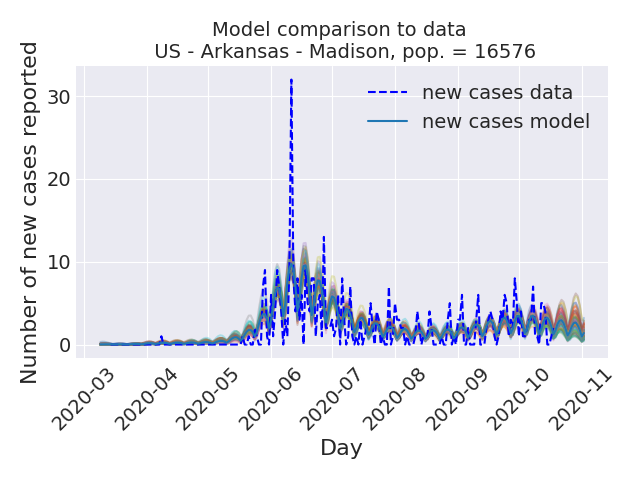 Model comparison to data
US - Arkansas - Madison, pop. = 16576
new cases data
new cases model
Number of new cases reported
30
20
10
0
2020-03
2020-04
2020-05
2020-06
2020-07
2020-08
2020-09
2020-10
2020-11
Day